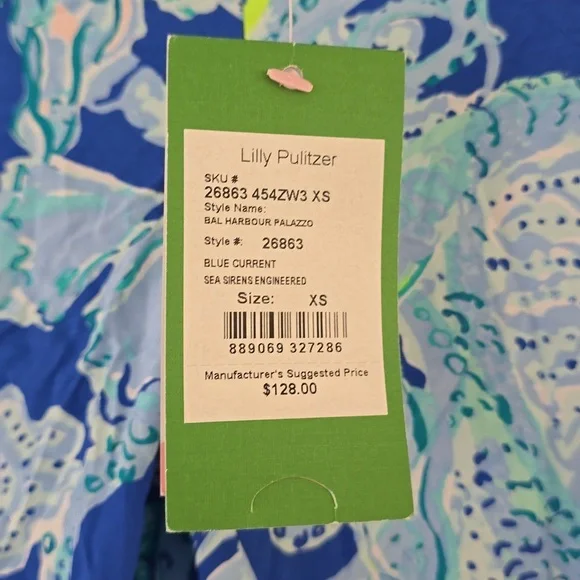 Lilly Pulitzer
SKU #
26863 454ZW3 XS
Style Name:
BAL HARBOUR PALAZZO
Style #: 26863
BLUE CURRENT
SEA SIRENS ENGINEERED
Size: XS
889069 327286
Manufacturer's Suggested Price
$128.00